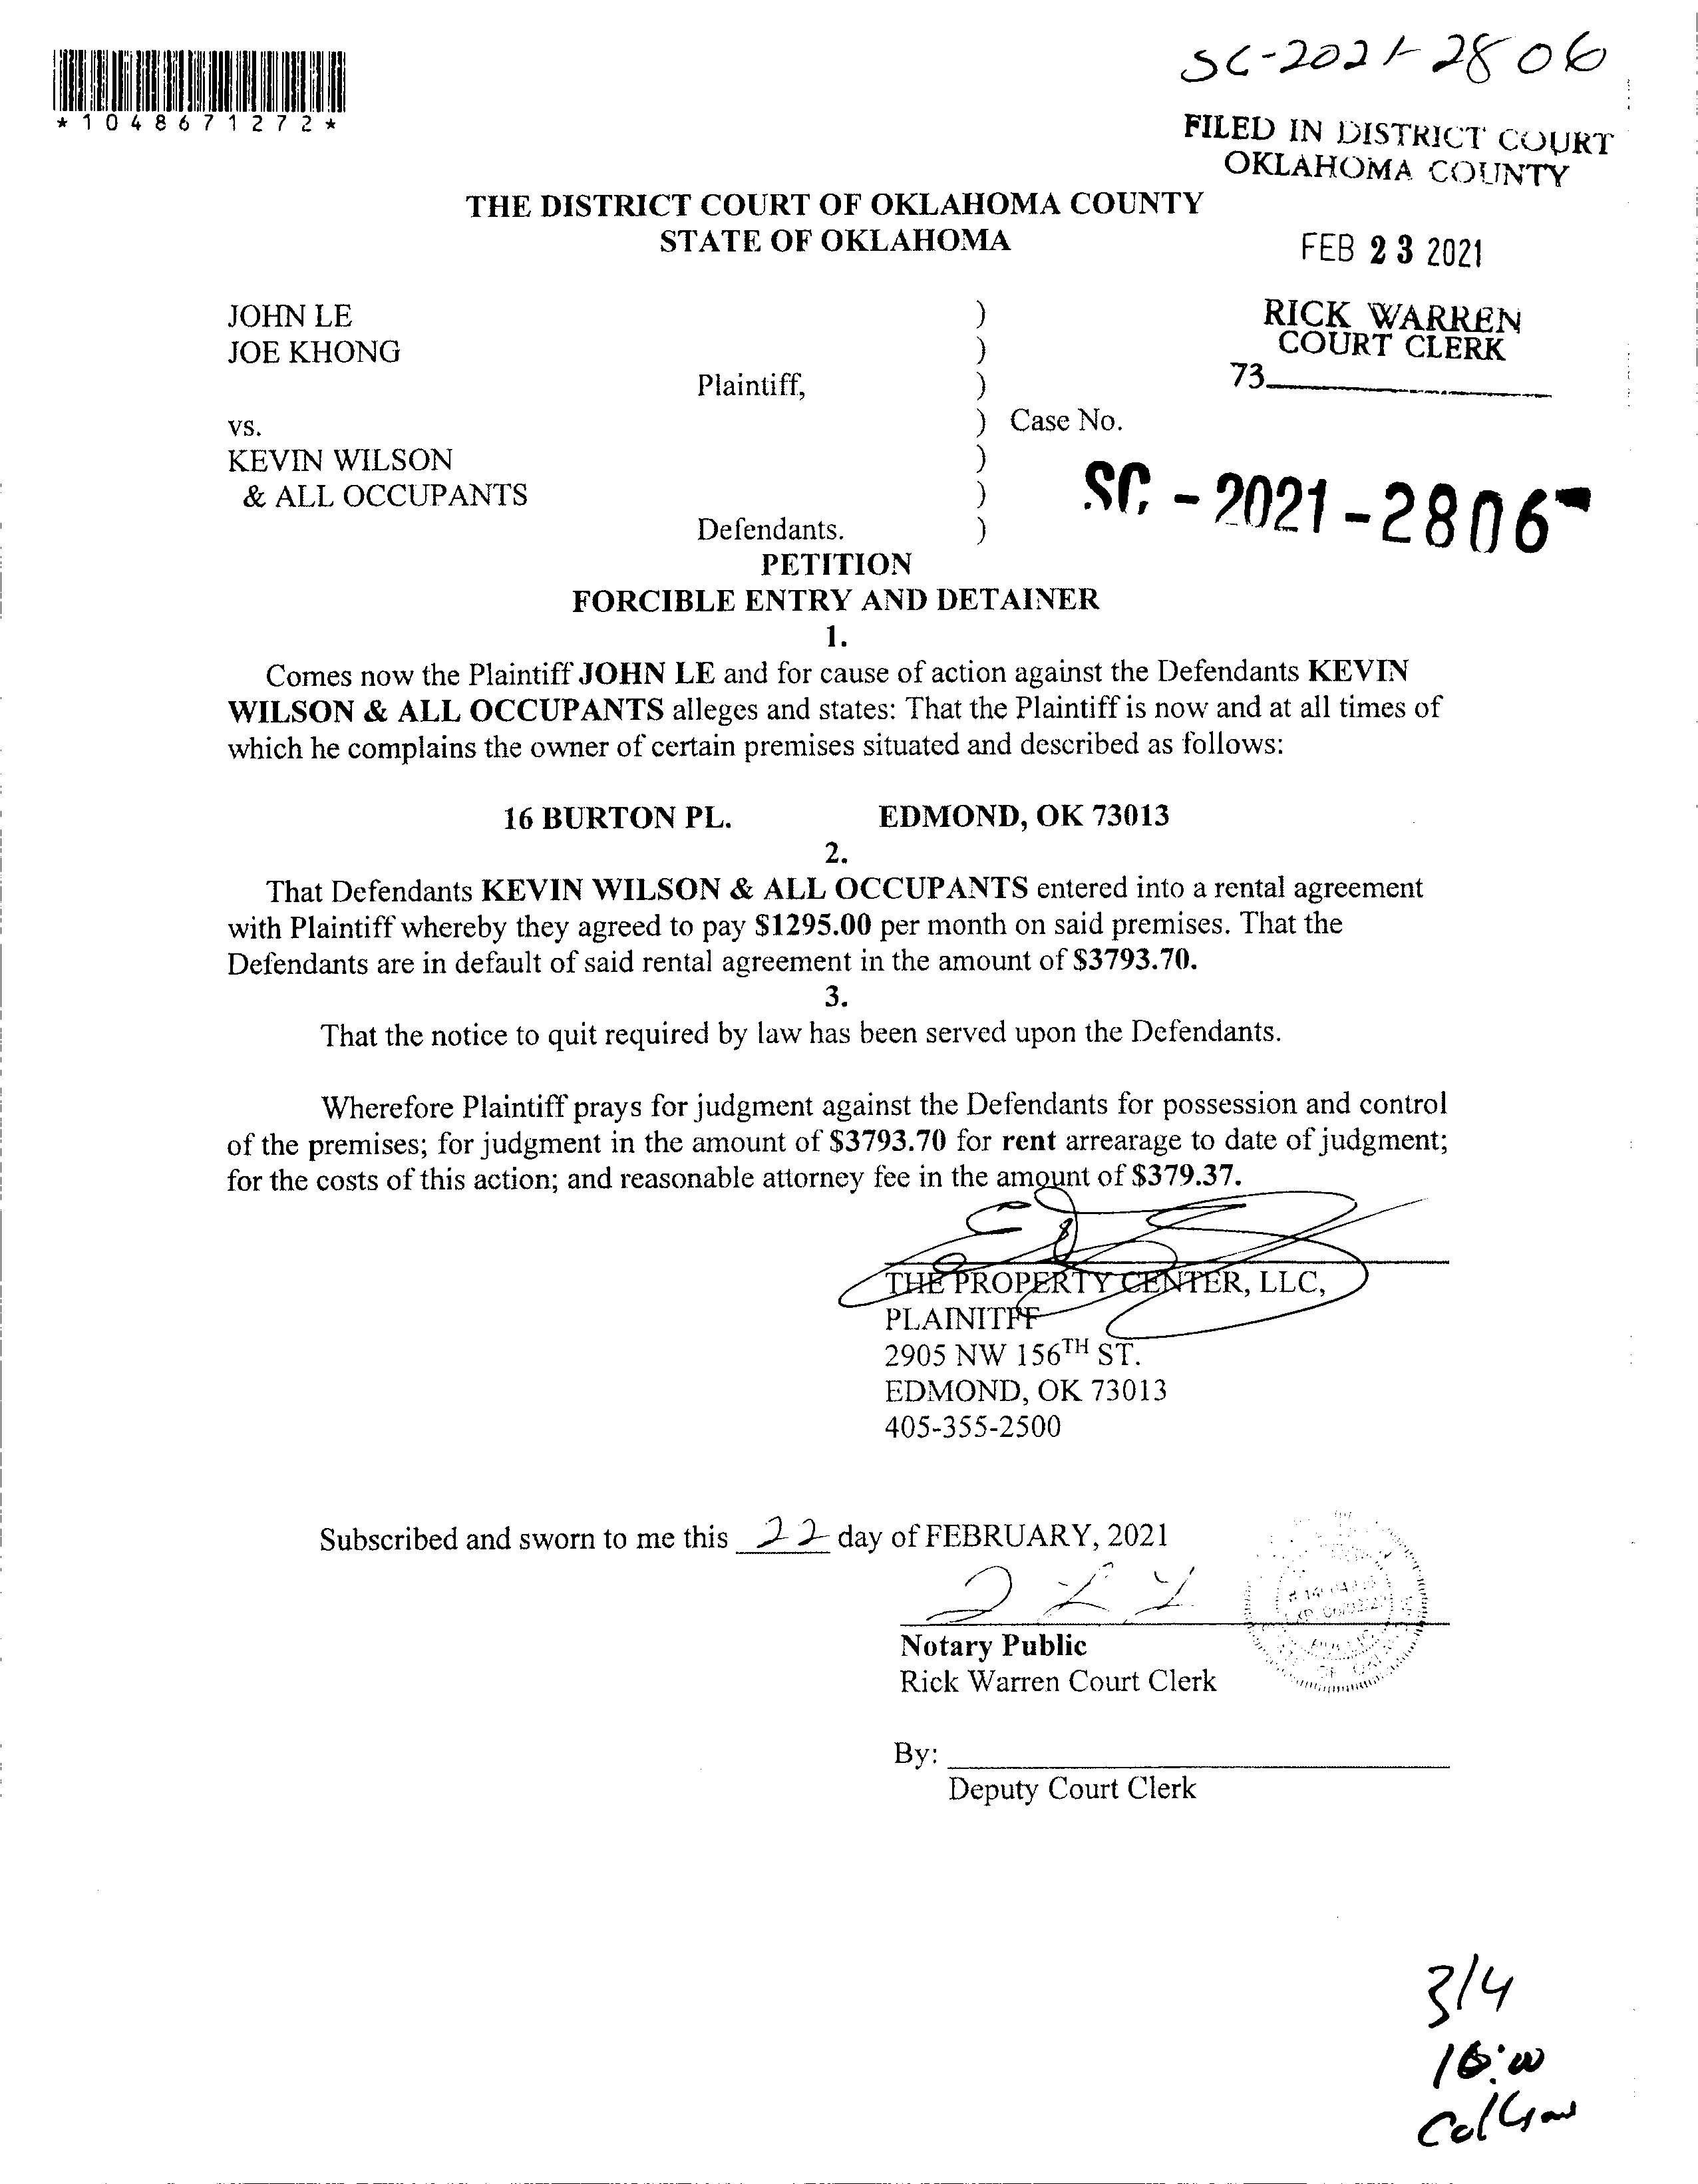 *1048671272*
SC-2021-2806
FILED IN DISTRICT COURT
OKLAHOMA COUNTY
THE DISTRICT COURT OF OKLAHOMA COUNTY
STATE OF OKLAHOMA
FEB 23 2021
JOHN LE )
JOE KHONG )
RICK WARREN
COURT CLERK
Plaintiff, )
73
vs. ) Case No.
KEVIN WILSON )
& ALL OCCUPANTS )
SC - 2021 - 2806
Defendants. )
PETITION
FORCIBLE ENTRY AND DETAINER
1.
Comes now the Plaintiff JOHN LE and for cause of action against the Defendants KEVIN
WILSON & ALL OCCUPANTS alleges and states: That the Plaintiff is now and at all times of
which he complains the owner of certain premises situated and described as follows:
16 BURTON PL. EDMOND, OK 73013
2.
That Defendants KEVIN WILSON & ALL OCCUPANTS entered into a rental agreement
with Plaintiff whereby they agreed to pay $1295.00 per month on said premises. That the
Defendants are in default of said rental agreement in the amount of $3793.70.
3.
That the notice to quit required by law has been served upon the Defendants.
Wherefore Plaintiff prays for judgment against the Defendants for possession and control
of the premises; for judgment in the amount of $3793.70 for rent arrearage to date of judgment;
for the costs of this action; and reasonable attorney fee in the amount of $379.37.
THE PROPERTY CENTER, LLC,
PLAINITFF
2905 NW 156TH ST.
EDMOND, OK 73013
405-355-2500
Subscribed and sworn to me this 22 day of FEBRUARY, 2021
Notary Public
Rick Warren Court Clerk
By:
Deputy Court Clerk
3/4